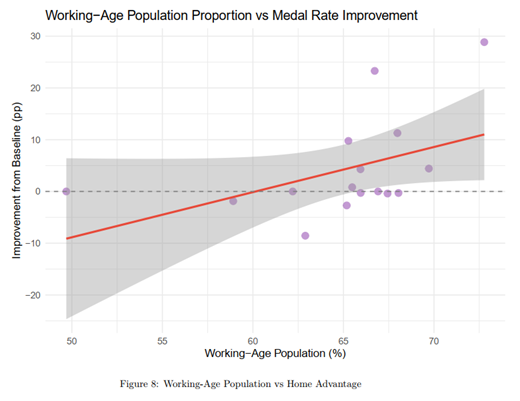 Working−Age Population Proportion vs Medal Rate Improvement
Improvement from Baseline (pp)
30
20
10
0
−10
−20
50 55 60 65 70
Working−Age Population (%)
Figure 8: Working-Age Population vs Home Advantage